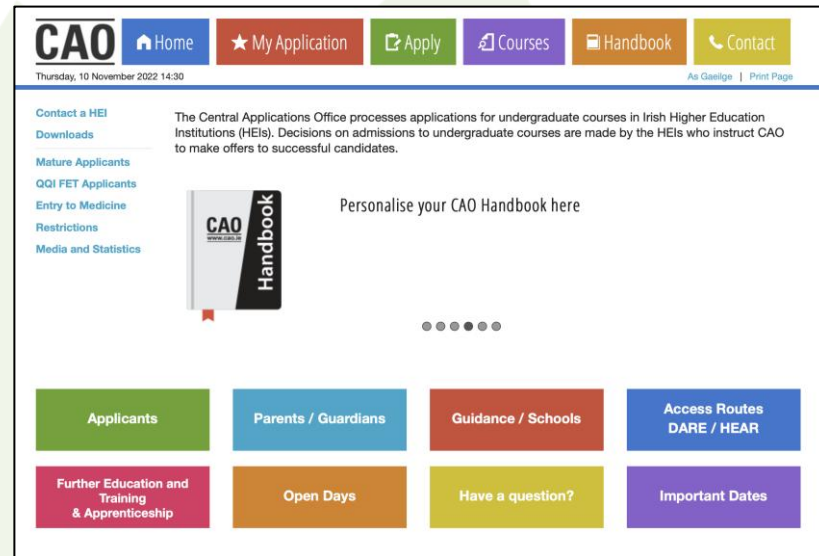 CAO
Home
My Application
Apply
Courses
Handbook
Contact
Thursday, 10 November 2022 14:30
As Gaeilge | Print Page
Contact a HEI
Downloads
Mature Applicants
QQI FET Applicants
Entry to Medicine
Restrictions
Media and Statistics
The Central Applications Office processes applications for undergraduate courses in Irish Higher Education
Institutions (HEIs). Decisions on admissions to undergraduate courses are made by the HEIs who instruct CAO
to make offers to successful candidates.
CAO
www.cao.ie
Handbook
Personalise your CAO Handbook here
Applicants
Parents / Guardians
Guidance / Schools
Access Routes
DARE / HEAR
Further Education and
Training
& Apprenticeship
Open Days
Have a question?
Important Dates